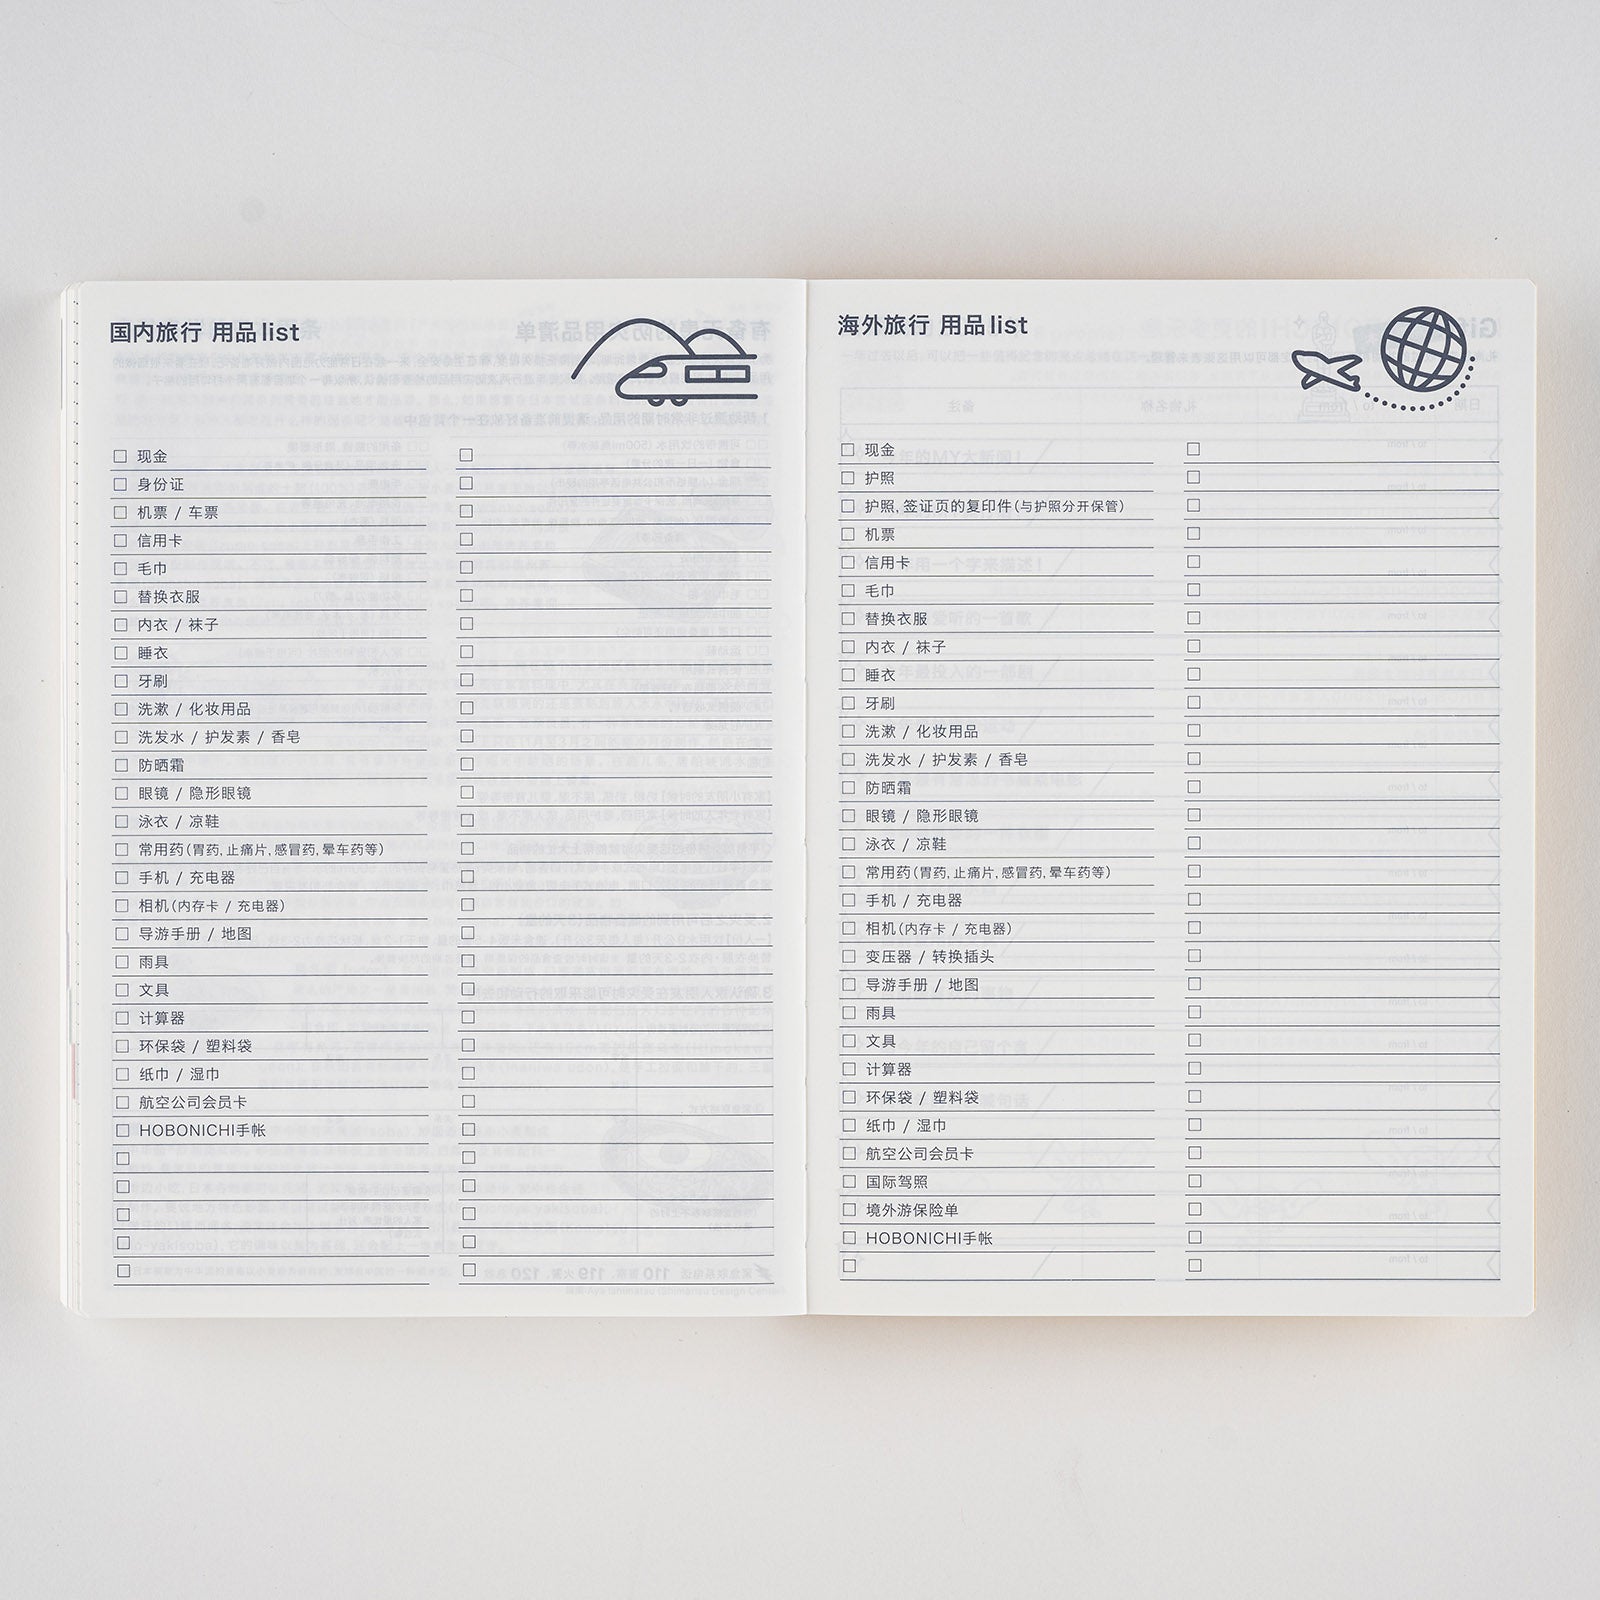 国内旅行 用品list
现金
身份证
机票 / 车票
信用卡
毛巾
替换衣服
内衣 / 袜子
睡衣
牙刷
洗漱 / 化妆用品
洗发水 / 护发素 / 香皂
防晒霜
眼镜 / 隐形眼镜
泳衣 / 凉鞋
常用药(胃药,止痛片,感冒药,晕车药等)
手机 / 充电器
相机(内存卡 / 充电器)
导游手册 / 地图
雨具
文具
计算器
环保袋 / 塑料袋
纸巾 / 湿巾
航空公司会员卡
HOBONICHI手帐
海外旅行 用品list
现金
护照
护照,签证页的复印件(与护照分开保管)
机票
信用卡
毛巾
替换衣服
内衣 / 袜子
睡衣
牙刷
洗漱 / 化妆用品
洗发水 / 护发素 / 香皂
防晒霜
眼镜 / 隐形眼镜
泳衣 / 凉鞋
常用药(胃药,止痛片,感冒药,晕车药等)
手机 / 充电器
相机(内存卡 / 充电器)
变压器 / 转换插头
导游手册 / 地图
雨具
文具
计算器
环保袋 / 塑料袋
纸巾 / 湿巾
航空公司会员卡
国际驾照
境外游保险单
HOBONICHI手帐